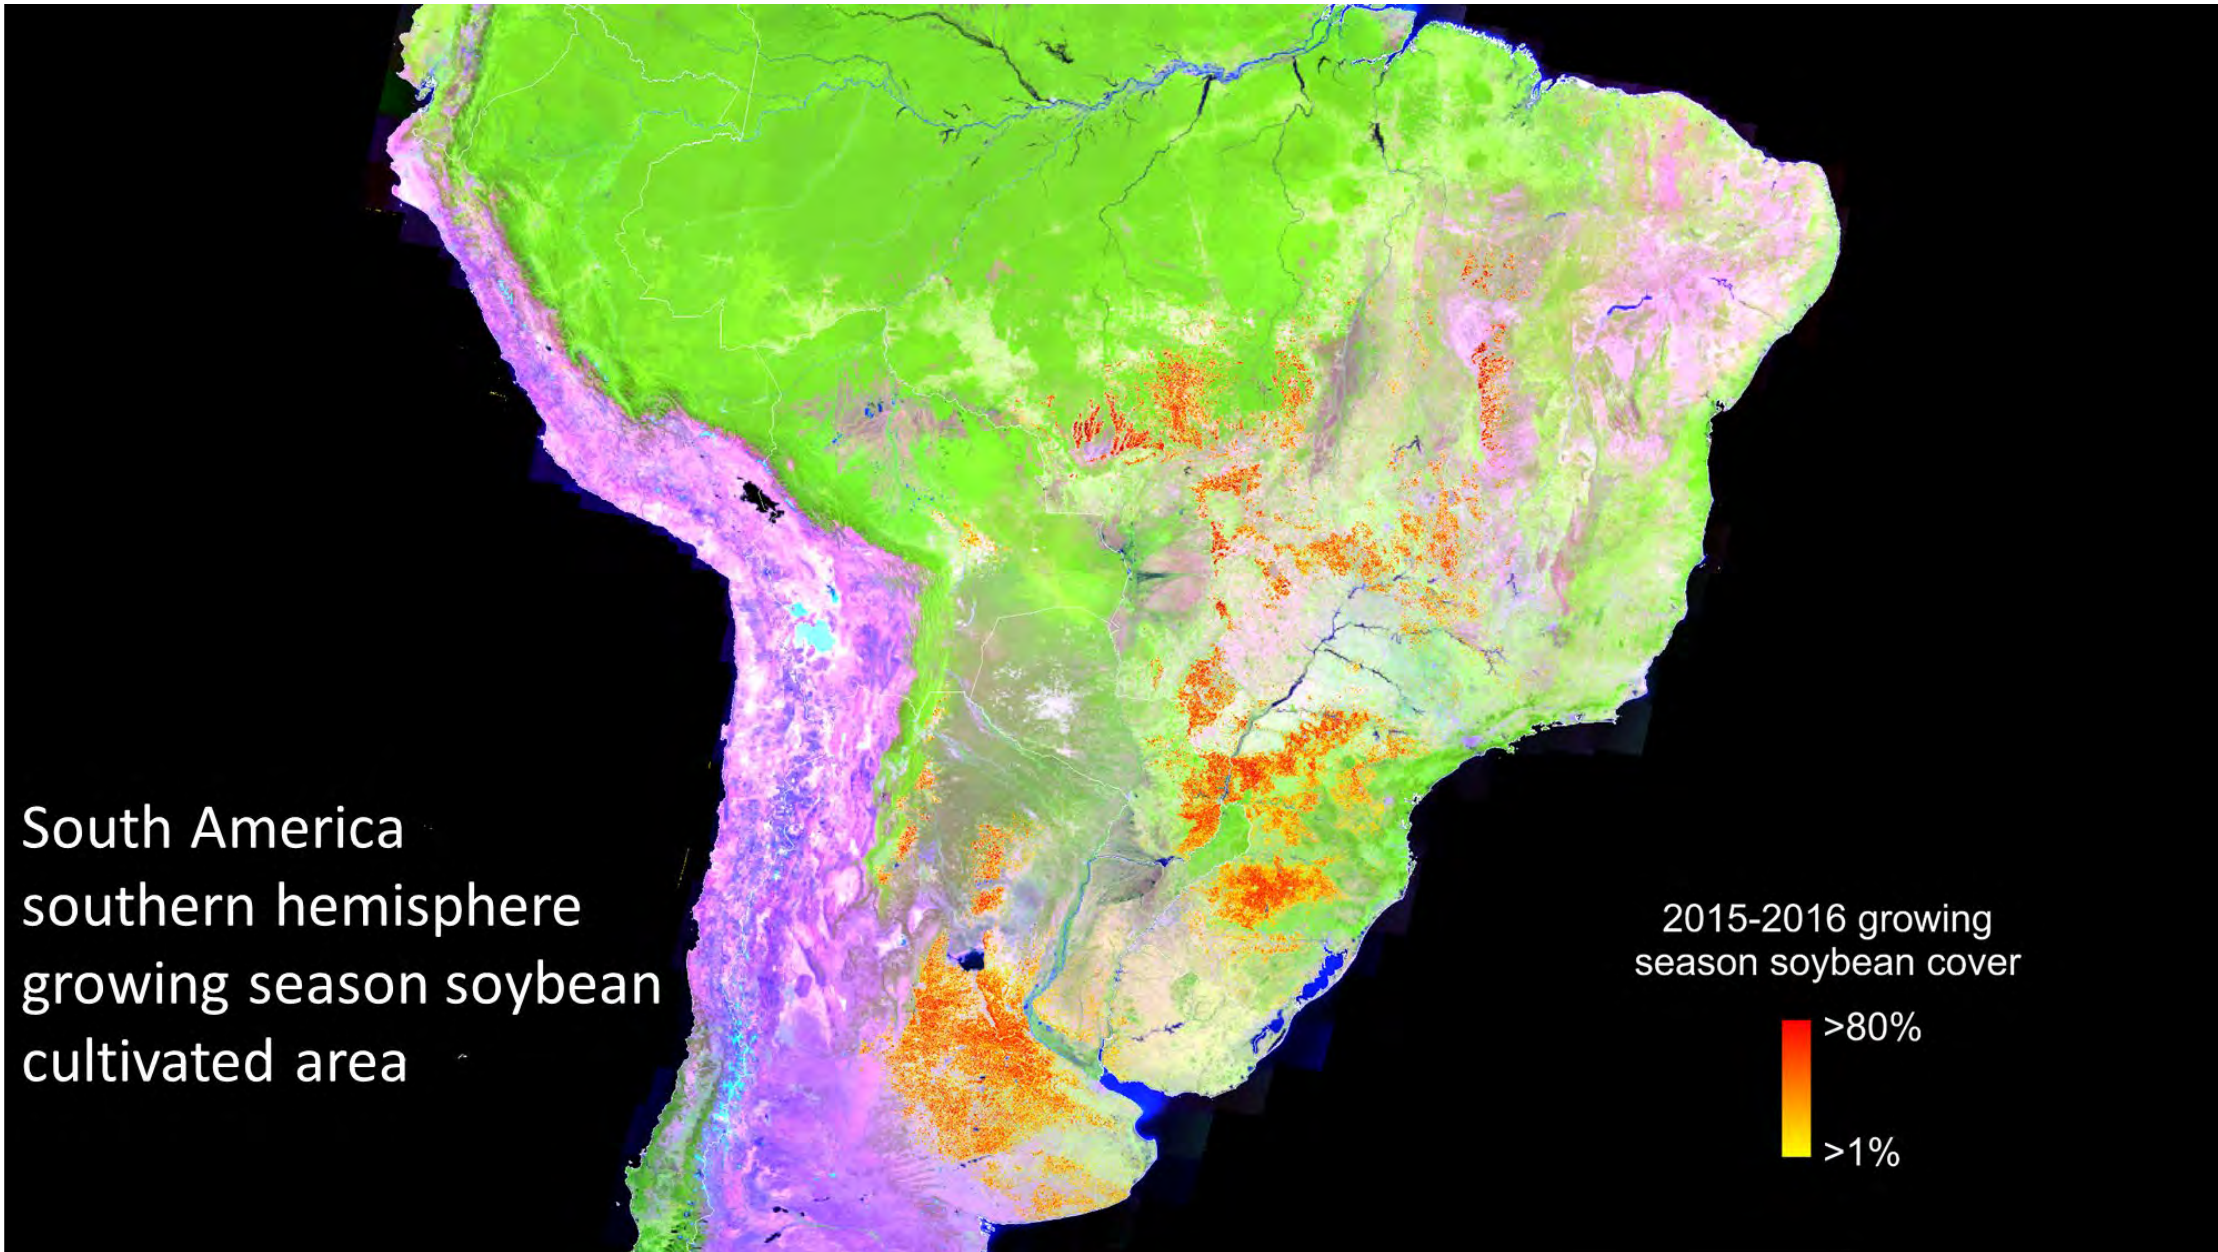 South America
southern hemisphere
growing season soybean
cultivated area
2015-2016 growing
season soybean cover
>80%
>1%